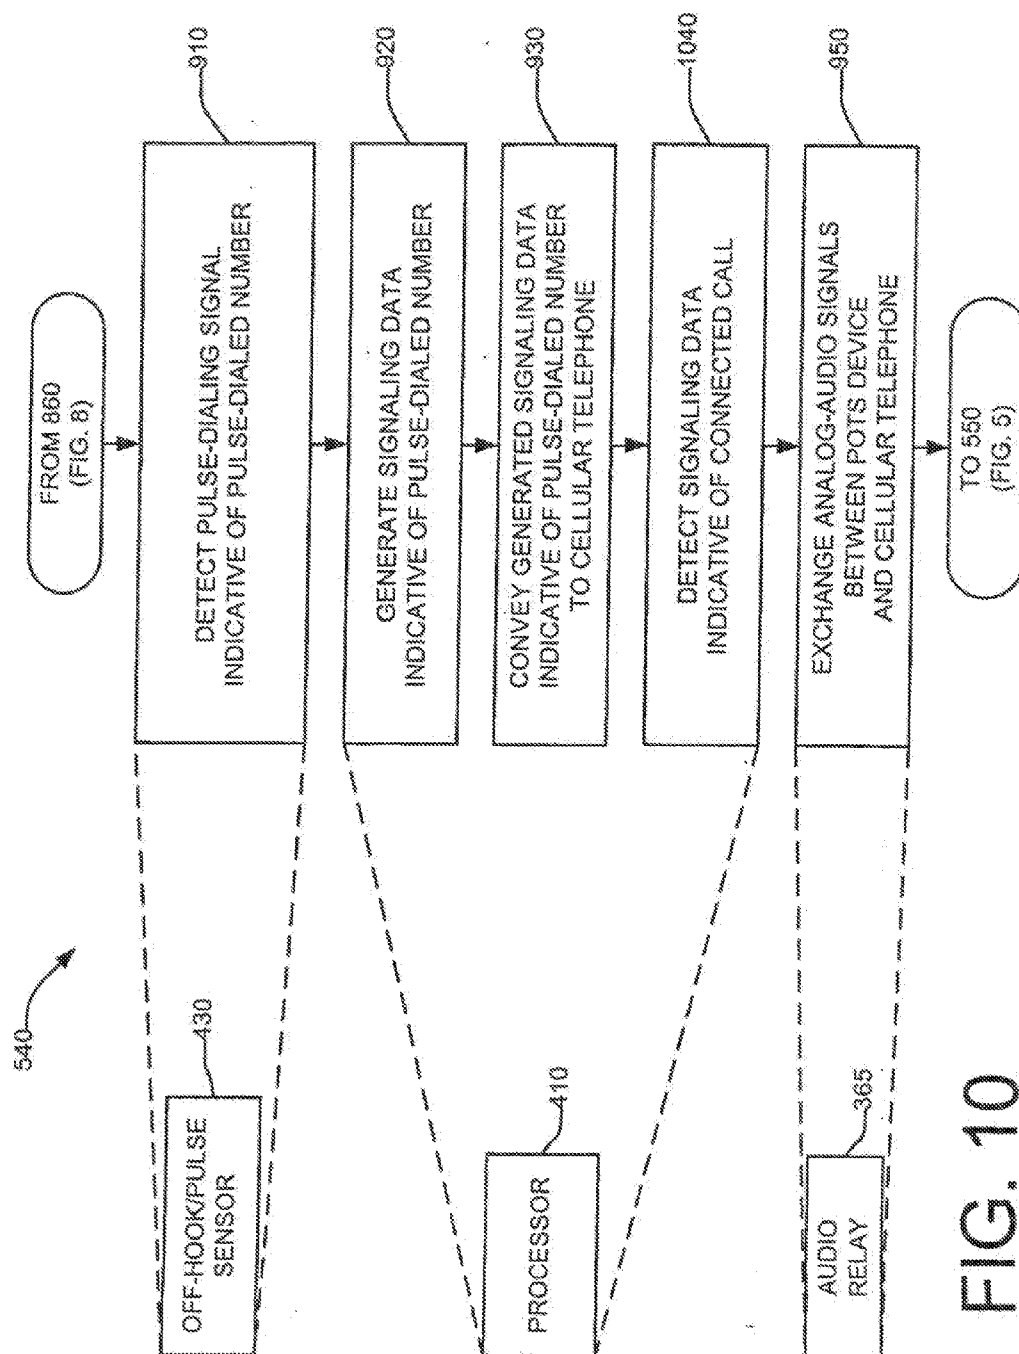 540
FROM 860
(FIG. 8)
OFF-HOOK/PULSE
SENSOR
430
DETECT PULSE-DIALING SIGNAL
INDICATIVE OF PULSE-DIALED NUMBER
910
GENERATE SIGNALING DATA
INDICATIVE OF PULSE-DIALED NUMBER
920
PROCESSOR
410
CONVEY GENERATED SIGNALING DATA
INDICATIVE OF PULSE-DIALED NUMBER
TO CELLULAR TELEPHONE
930
DETECT SIGNALING DATA
INDICATIVE OF CONNECTED CALL
1040
AUDIO
RELAY
365
EXCHANGE ANALOG-AUDIO SIGNALS
BETWEEN POTS DEVICE
AND CELLULAR TELEPHONE
950
TO 550
(FIG. 5)
FIG. 10